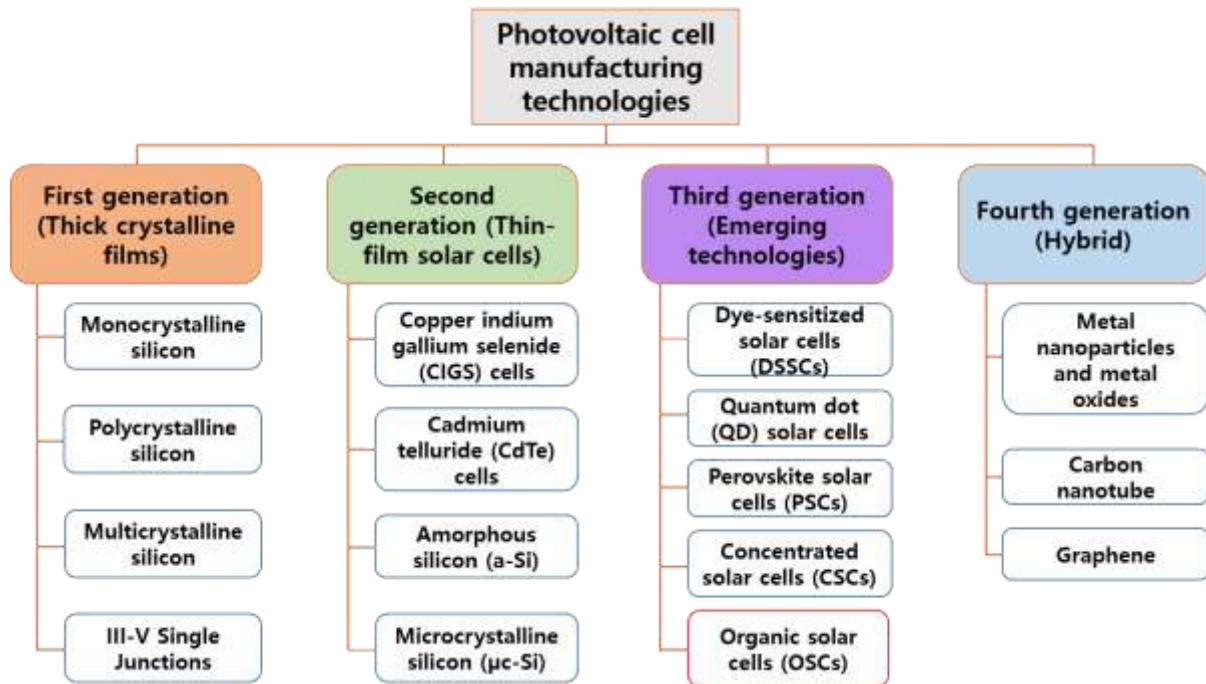 Photovoltaic cell
manufacturing
technologies
First generation
(Thick crystalline
films)
Monocrystalline
silicon
Polycrystalline
silicon
Multicrystalline
silicon
III-V Single
Junctions
Second
generation (Thin-
film solar cells)
Copper indium
gallium selenide
(CIGS) cells
Cadmium
telluride (CdTe)
cells
Amorphous
silicon (a-Si)
Microcrystalline
silicon (μc-Si)
Third generation
(Emerging
technologies)
Dye-sensitized
solar cells
(DSSCs)
Quantum dot
(QD) solar cells
Perovskite solar
cells (PSCs)
Concentrated
solar cells (CSCs)
Organic solar
cells (OSCs)
Fourth generation
(Hybrid)
Metal
nanoparticles
and metal
oxides
Carbon
nanotube
Graphene